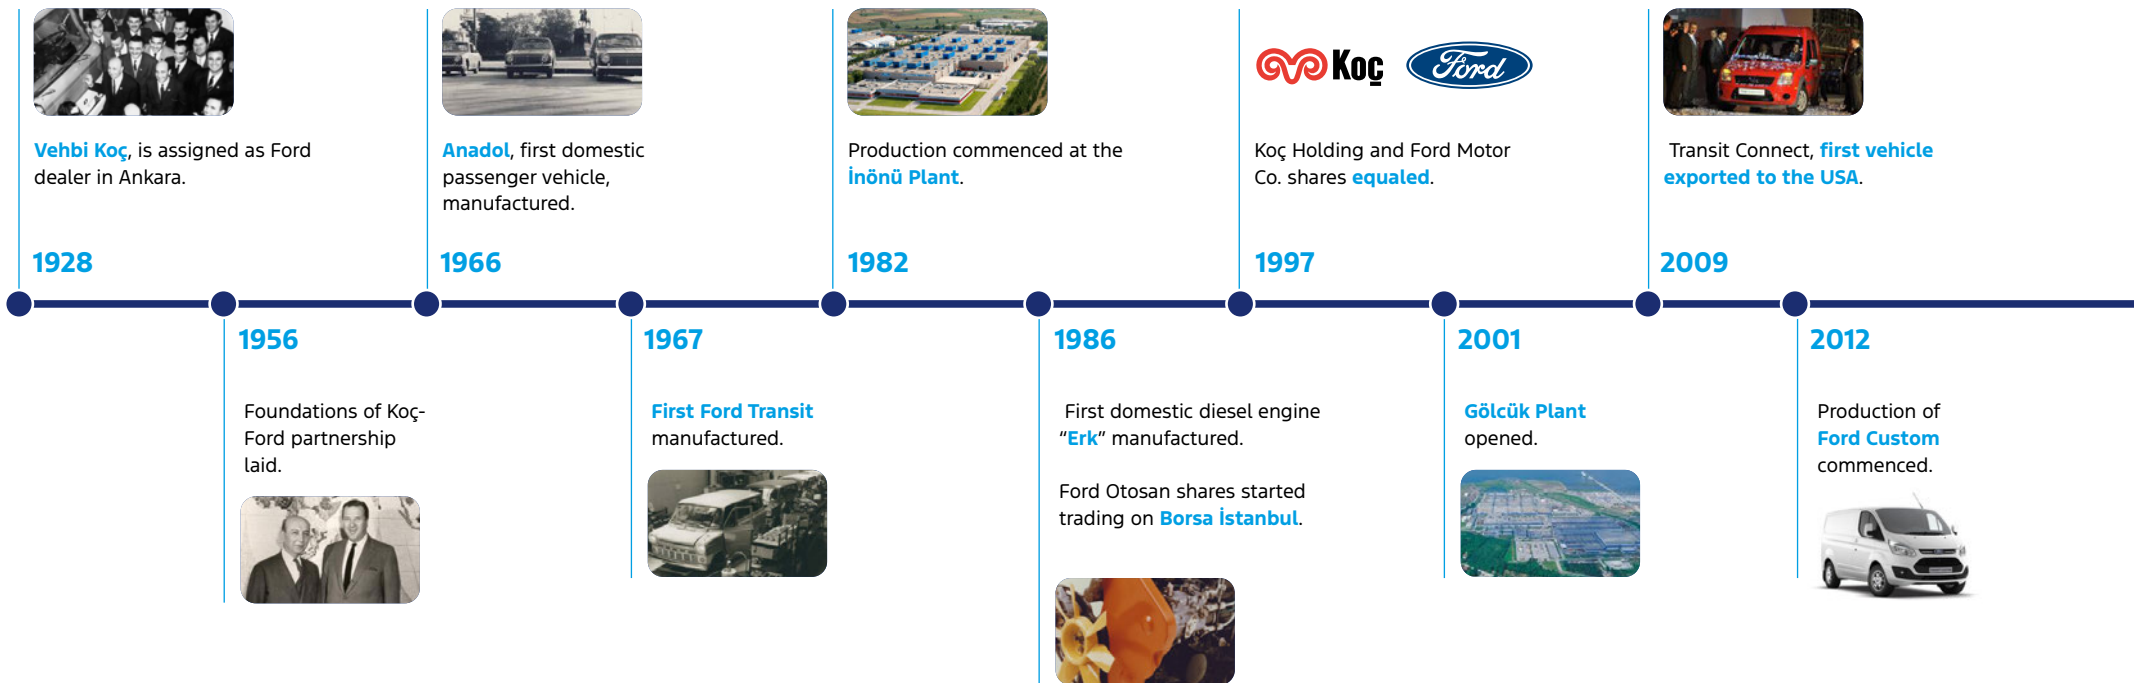 Vehbi Koç, is assigned as Ford
dealer in Ankara.
1928
1956
Foundations of Koç-
Ford partnership
laid.
Anadol, first domestic
passenger vehicle,
manufactured.
1966
1967
First Ford Transit
manufactured.
Production commenced at the
İnönü Plant.
1982
1986
First domestic diesel engine
“Erk” manufactured.
Ford Otosan shares started
trading on Borsa İstanbul.
Koç
Ford
Koç Holding and Ford Motor
Co. shares equaled.
1997
2001
Gölcük Plant
opened.
Transit Connect, first vehicle
exported to the USA.
2009
2012
Production of
Ford Custom
commenced.